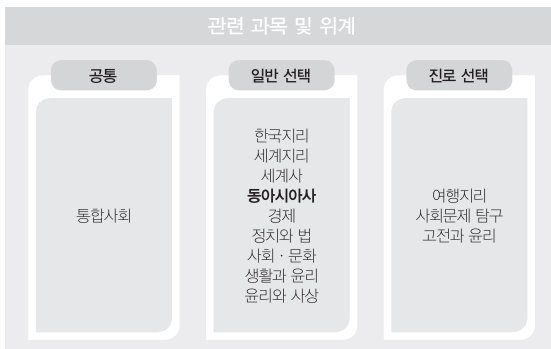 관련 과목 및 위계
공통
통합사회
일반 선택
한국지리
세계지리
세계사
동아시아사
경제
정치와 법
사회 · 문화
생활과 윤리
윤리와 사상
진로 선택
여행지리
사회문제 탐구
고전과 윤리